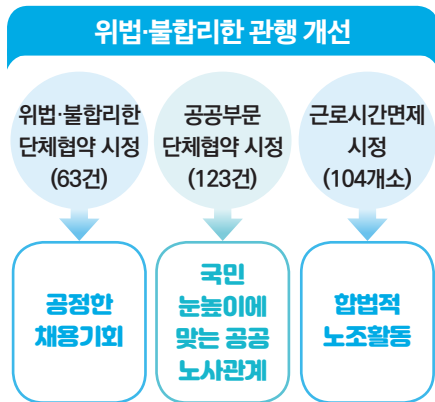 위법·불합리한 관행 개선
위법·불합리한
단체협약 시정
(63건)
공공부문
단체협약 시정
(123건)
근로시간면제
시정
(104개소)
공정한
채용기회
국민
눈높이에
맞는 공공
노사관계
합법적
노조활동